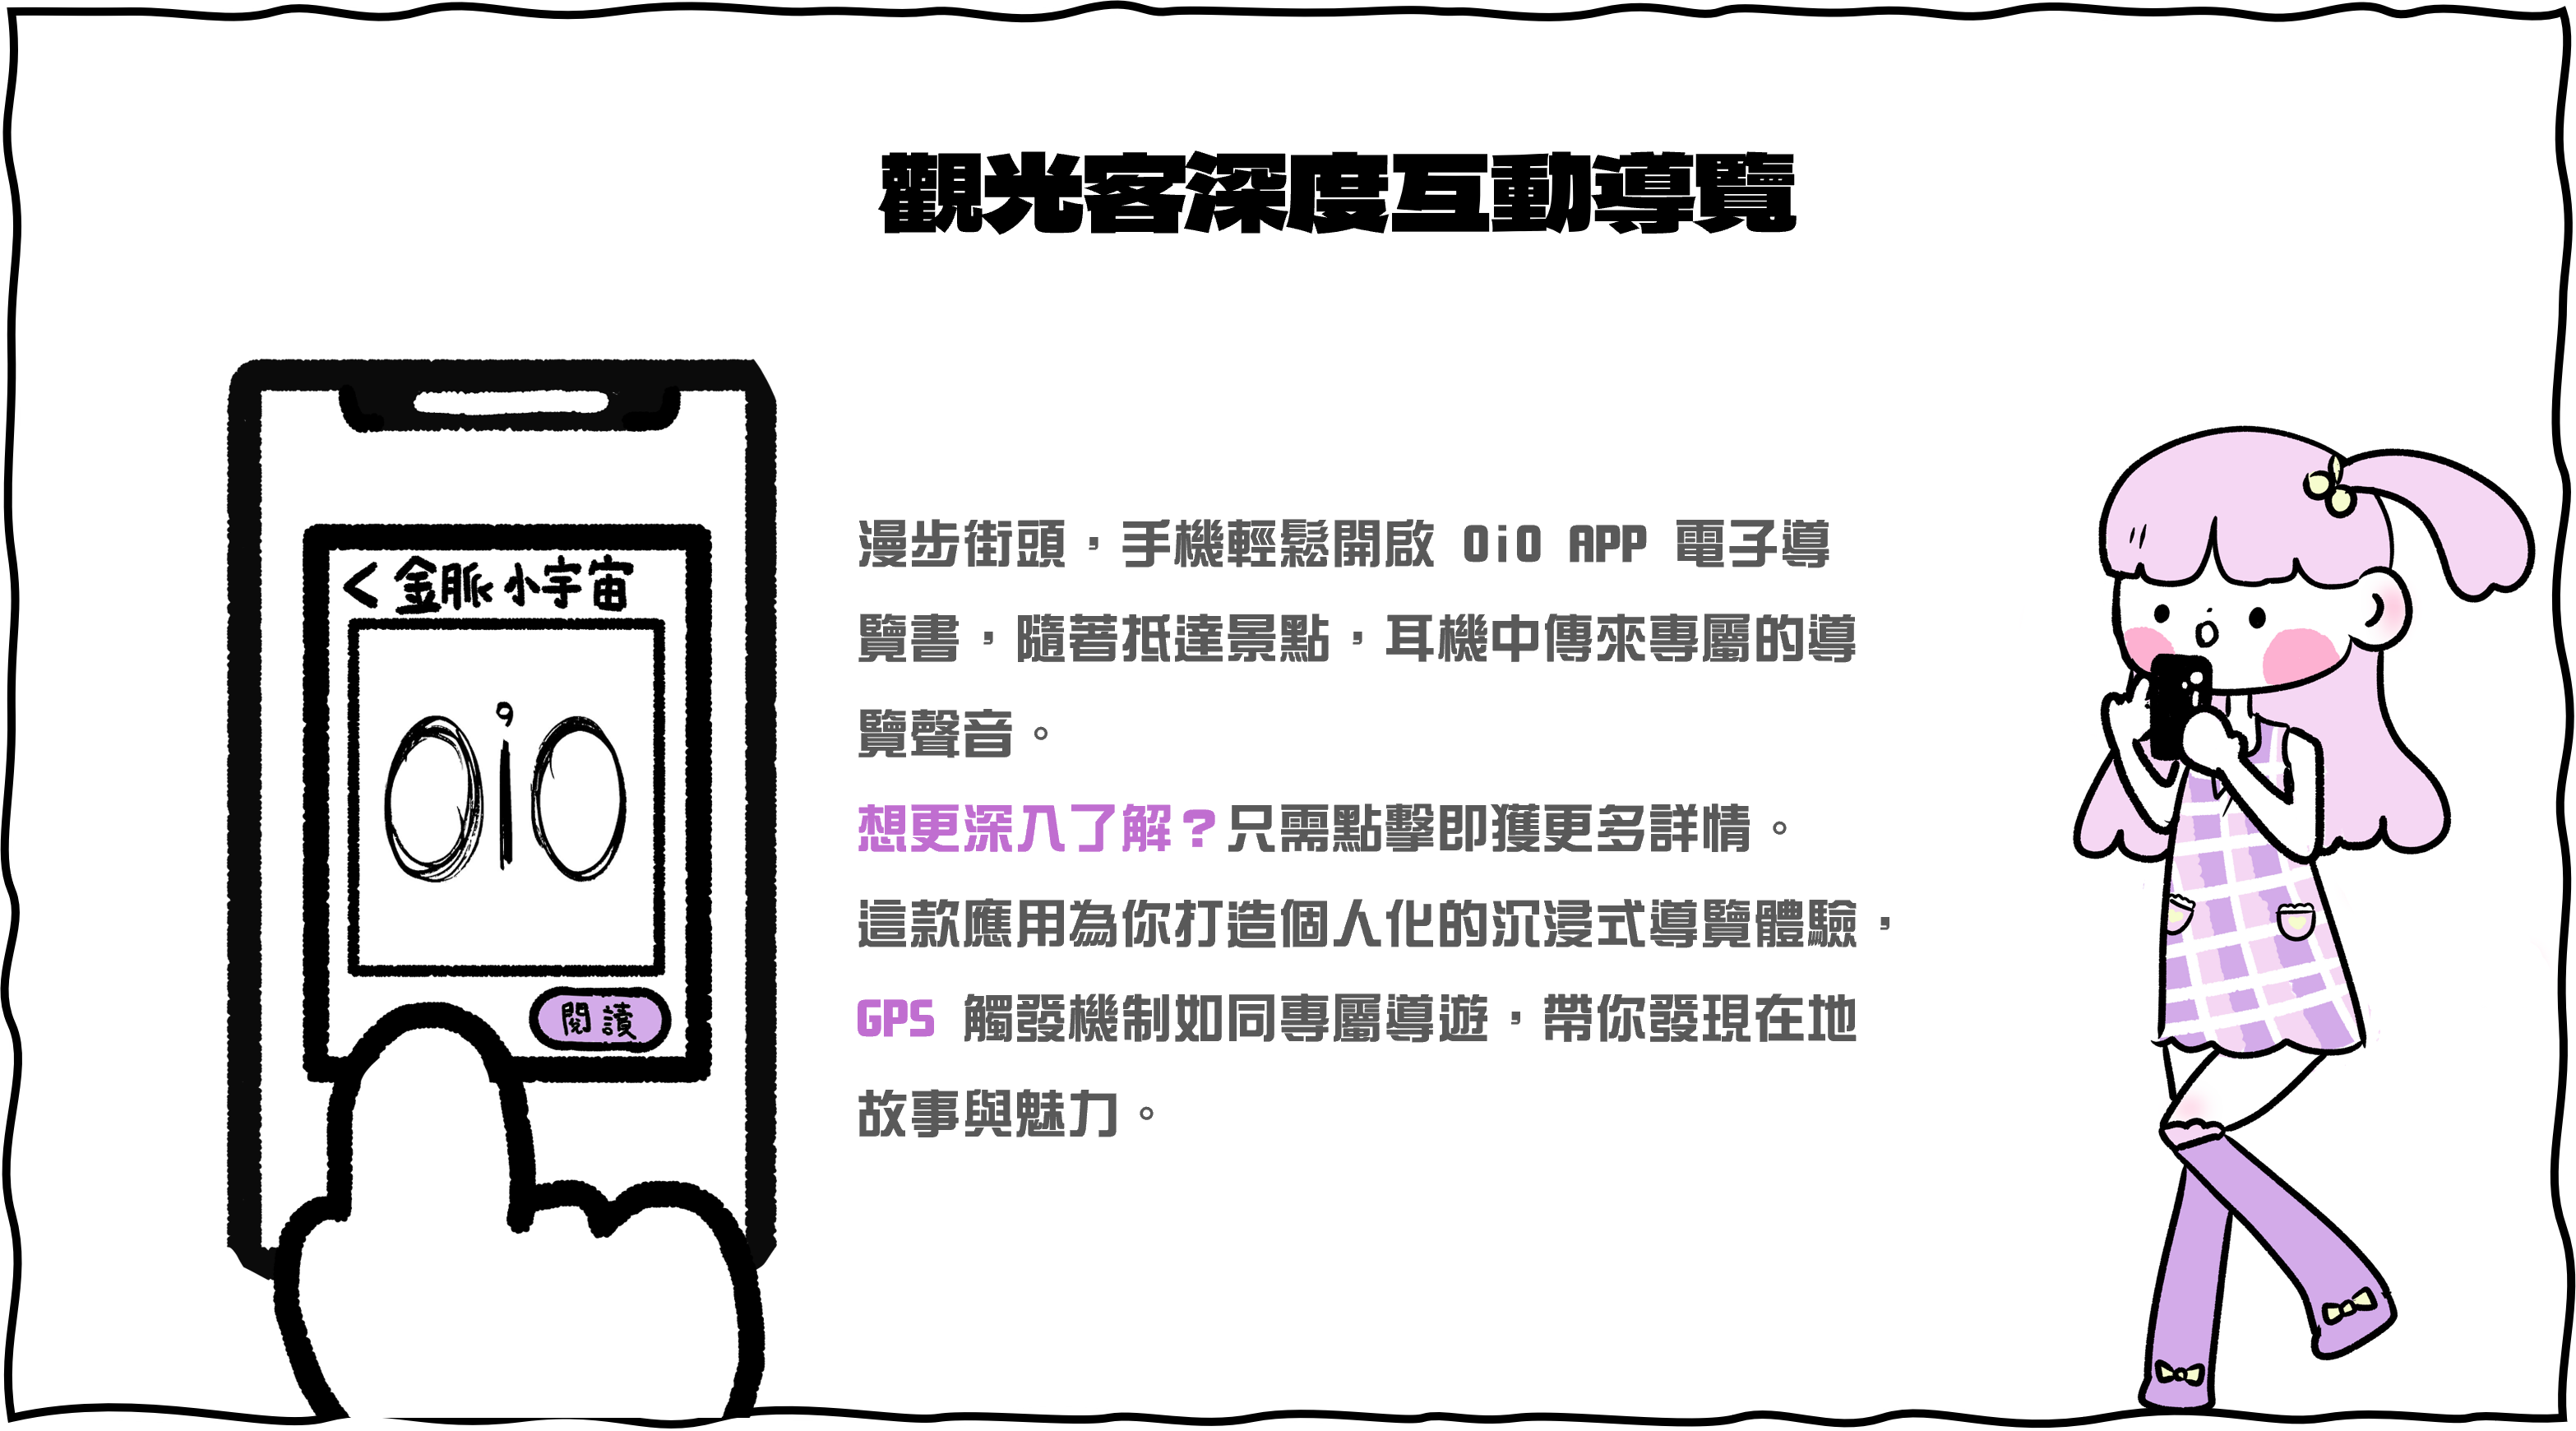 觀光客深度互動導覽
< 金脈小宇宙
OiO
閱讀
漫步街頭，手機輕鬆開啟 OiO APP 電子導
覽書，隨著抵達景點，耳機中傳來專屬的導
覽聲音。
想更深入了解？只需點擊即獲更多詳情。
這款應用為你打造個人化的沉浸式導覽體驗，
GPS 觸發機制如同專屬導遊，帶你發現在地
故事與魅力。